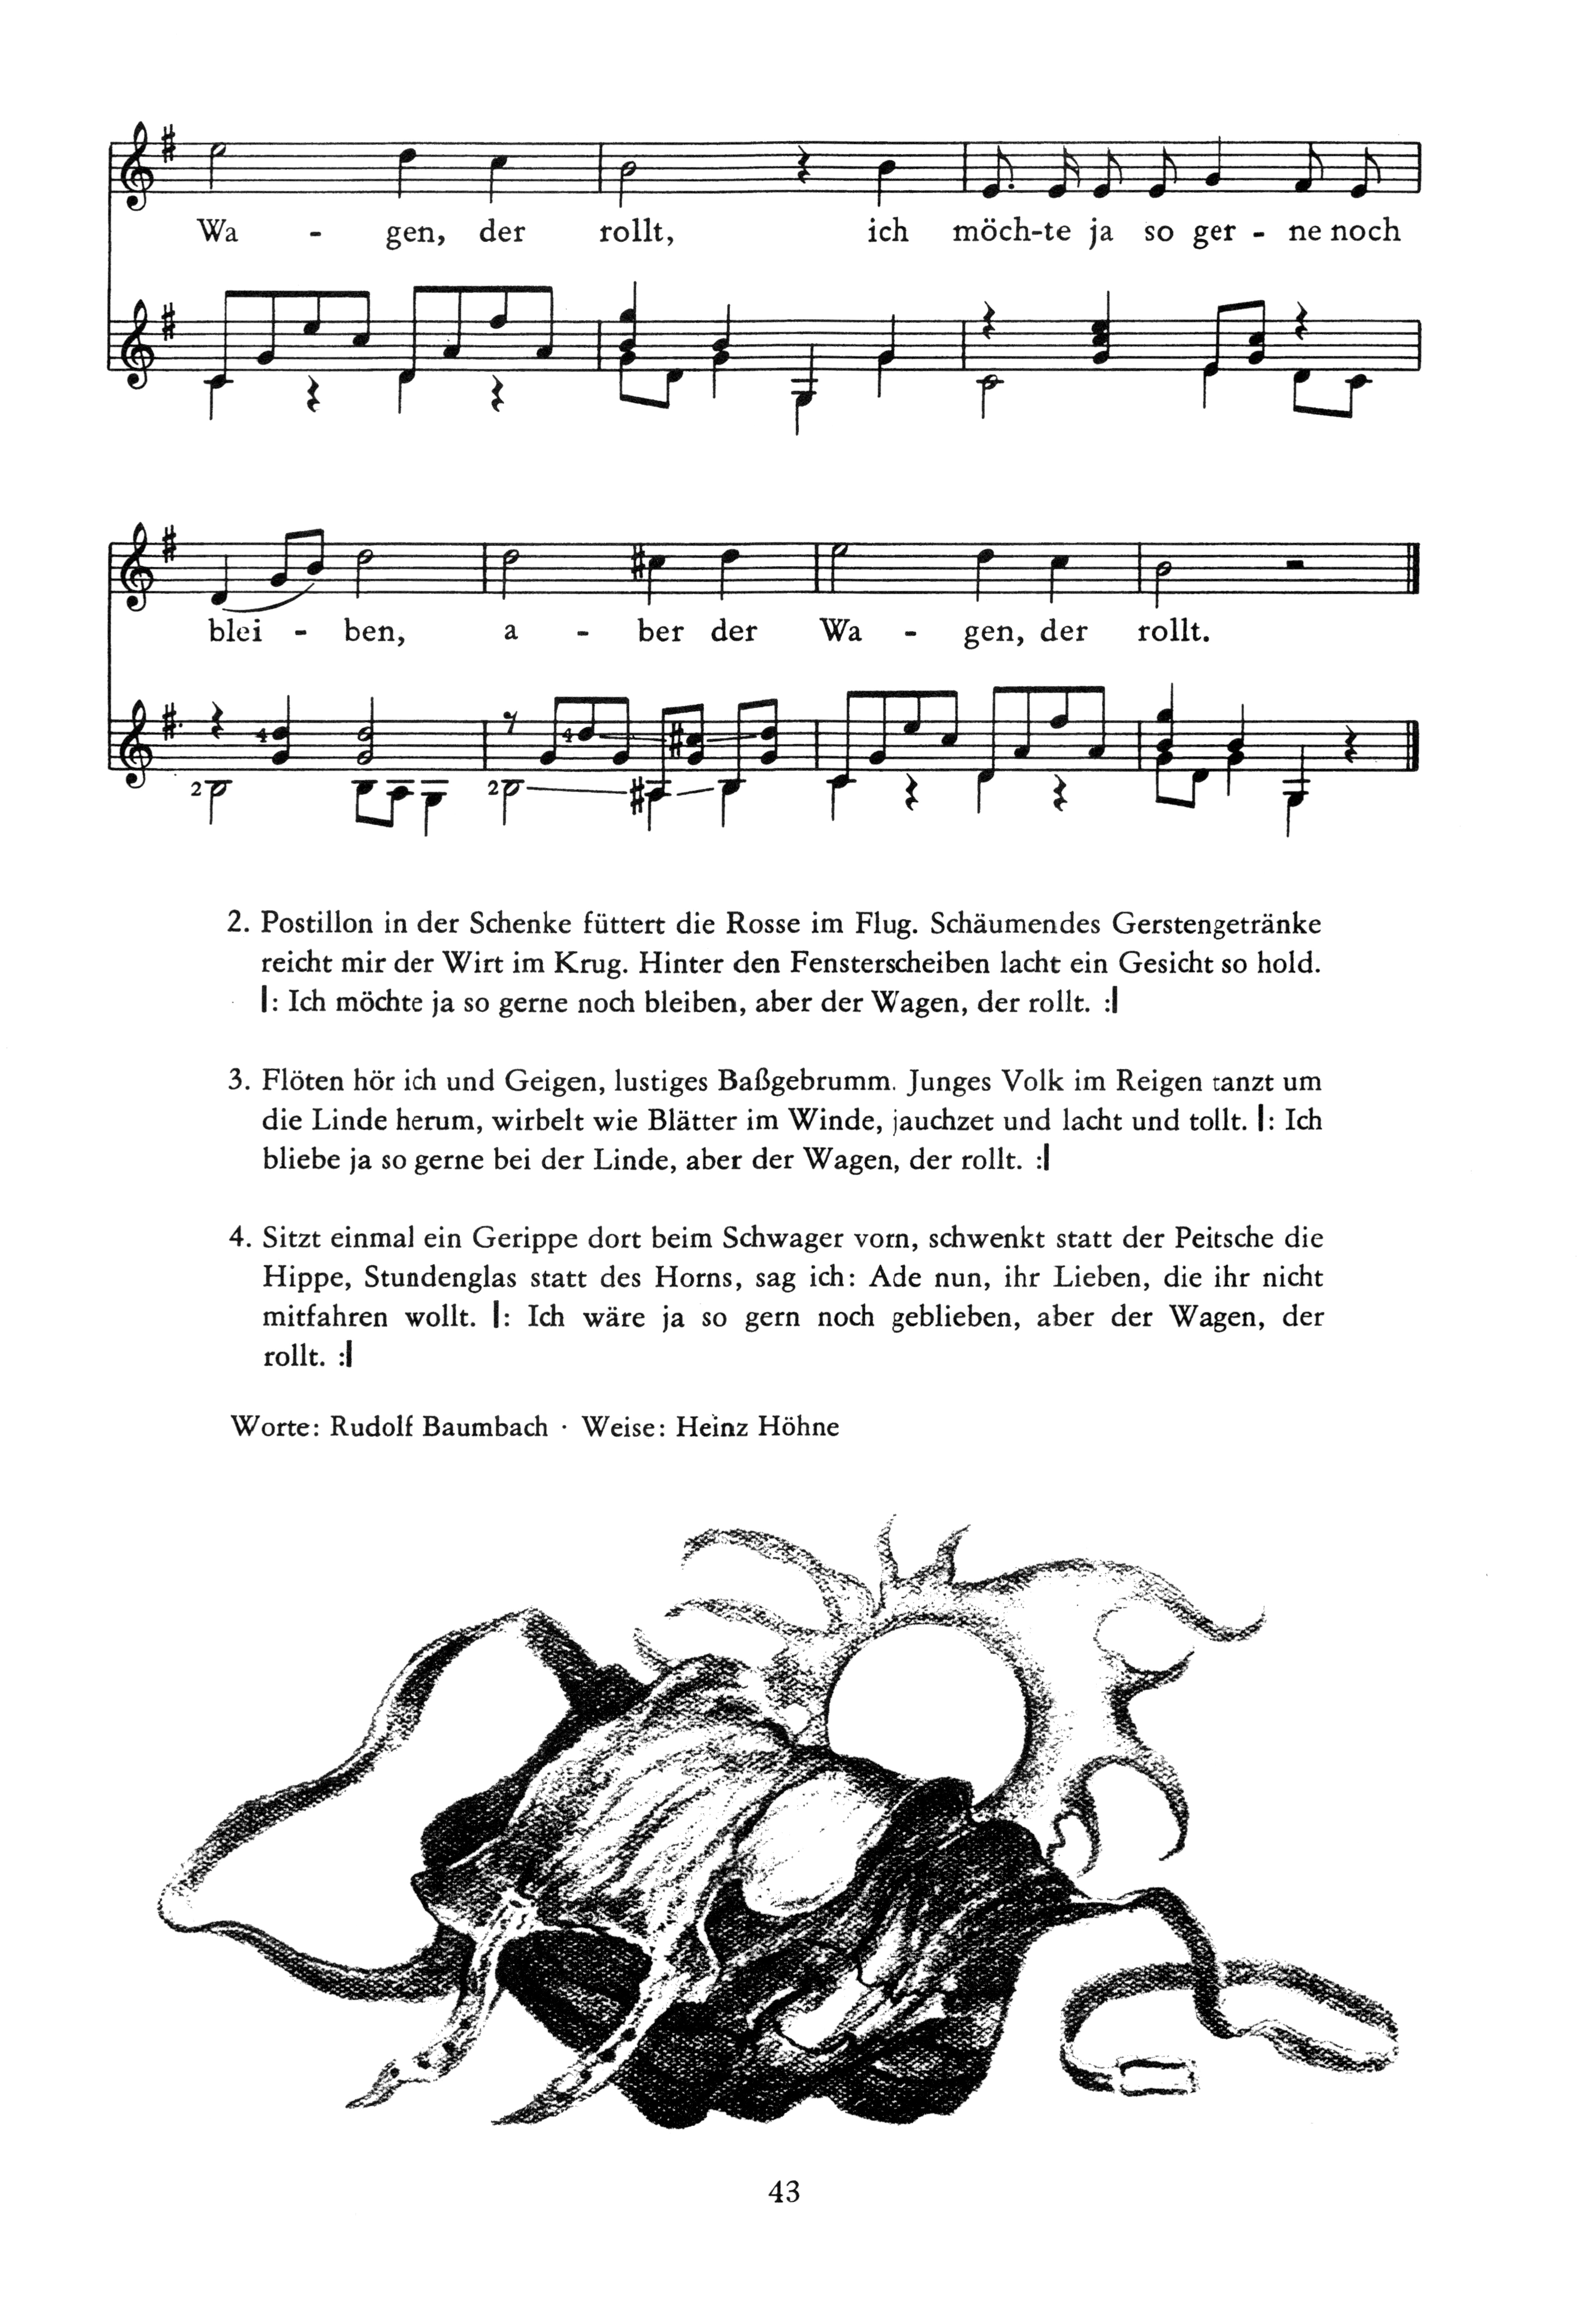 Wa - gen, der rollt, ich möch-te ja so ger - ne noch
4 4
blei - ben, a - ber der Wa - gen, der rollt.
2 2
2. Postillon in der Schenke füttert die Rosse im Flug. Schäumendes Gerstengetränke
reicht mir der Wirt im Krug. Hinter den Fensterscheiben lacht ein Gesicht so hold.
|: Ich möchte ja so gerne noch bleiben, aber der Wagen, der rollt. :|
3. Flöten hör ich und Geigen, lustiges Baßgebrumm. Junges Volk im Reigen tanzt um
die Linde herum, wirbelt wie Blätter im Winde, jauchzet und lacht und tollt. |: Ich
bliebe ja so gerne bei der Linde, aber der Wagen, der rollt. :|
4. Sitzt einmal ein Gerippe dort beim Schwager vorn, schwenkt statt der Peitsche die
Hippe, Stundenglas statt des Horns, sag ich: Ade nun, ihr Lieben, die ihr nicht
mitfahren wollt. |: Ich wäre ja so gern noch geblieben, aber der Wagen, der
rollt. :|
Worte: Rudolf Baumbach · Weise: Heinz Höhne
43